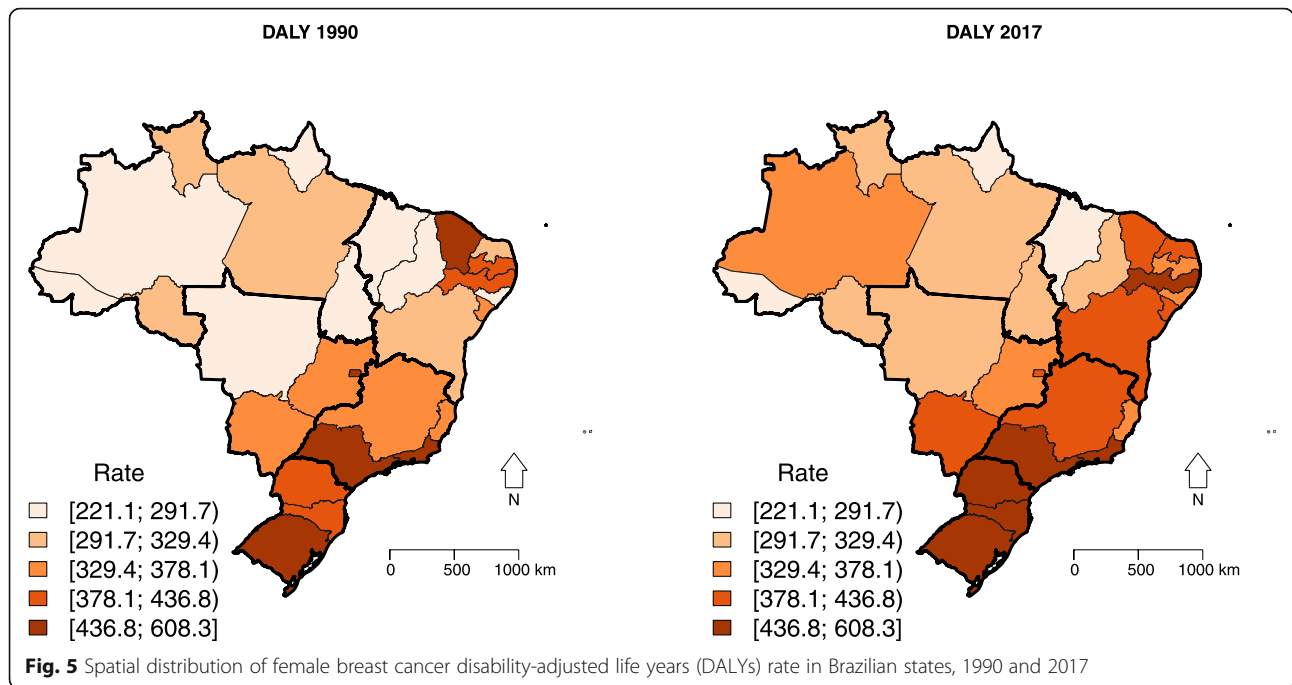 DALY 1990
DALY 2017
Rate
[221.1; 291.7)
[291.7; 329.4)
[329.4; 378.1)
[378.1; 436.8)
[436.8; 608.3]
N
0 500 1000 km
Rate
[221.1; 291.7)
[291.7; 329.4)
[329.4; 378.1)
[378.1; 436.8)
[436.8; 608.3]
N
0 500 1000 km
Fig. 5 Spatial distribution of female breast cancer disability-adjusted life years (DALYs) rate in Brazilian states, 1990 and 2017